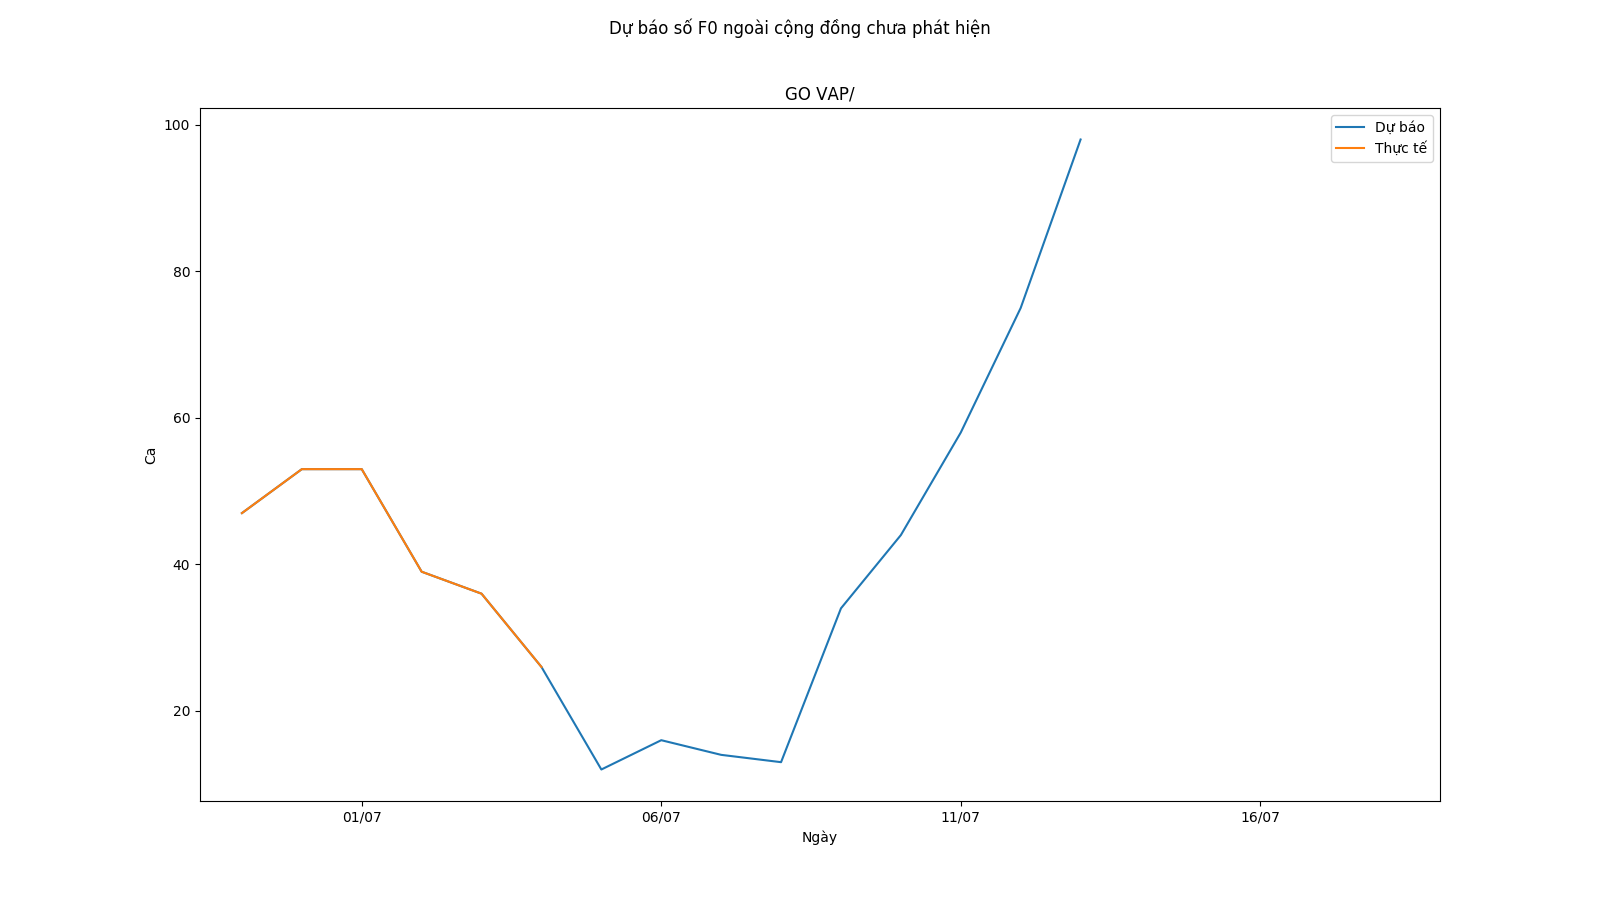 Dự báo số F0 ngoài cộng đồng chưa phát hiện
GO VAP/
Dự báo
Thực tế
100
80
60
40
20
Ca
01/07
06/07
11/07
16/07
Ngày